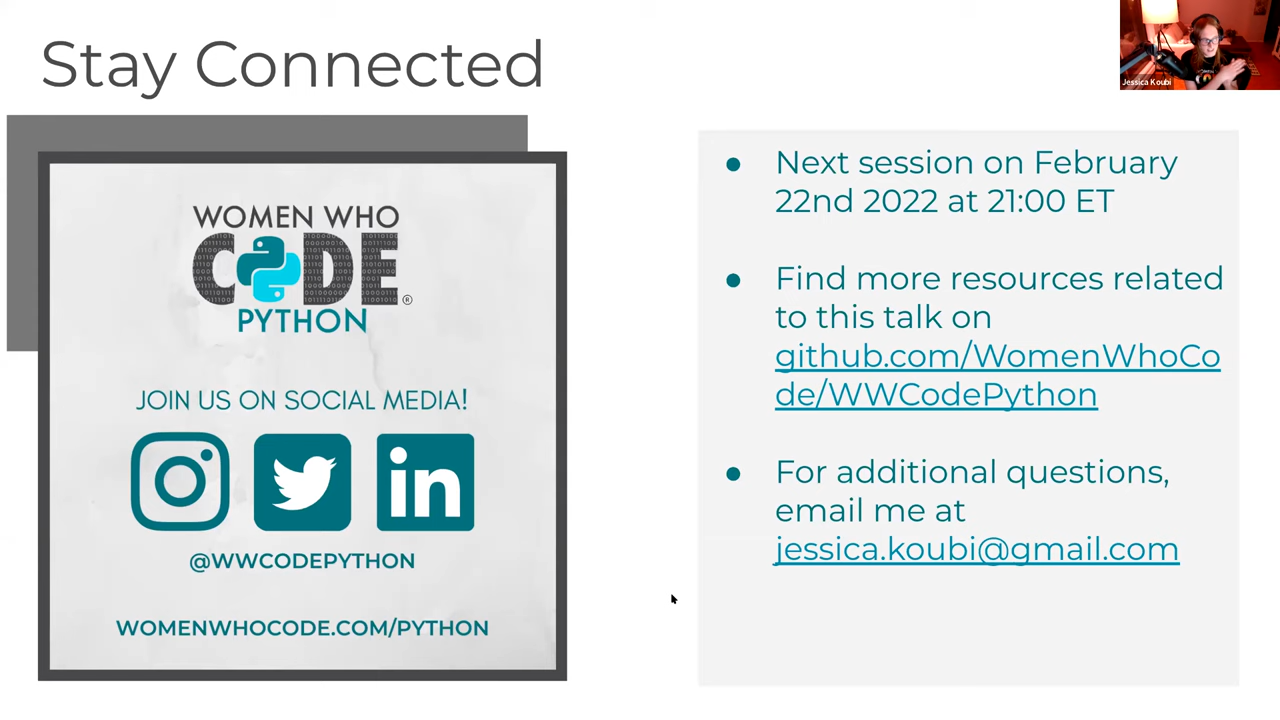 Stay Connected
Jessica Koubi
WOMEN WHO
CODE
®
PYTHON
JOIN US ON SOCIAL MEDIA!
in
@WWCODEPYTHON
WOMENWHOCODE.COM/PYTHON
● Next session on February
22nd 2022 at 21:00 ET
● Find more resources related
to this talk on
github.com/WomenWhoCo
de/WWCodePython
● For additional questions,
email me at
jessica.koubi@gmail.com